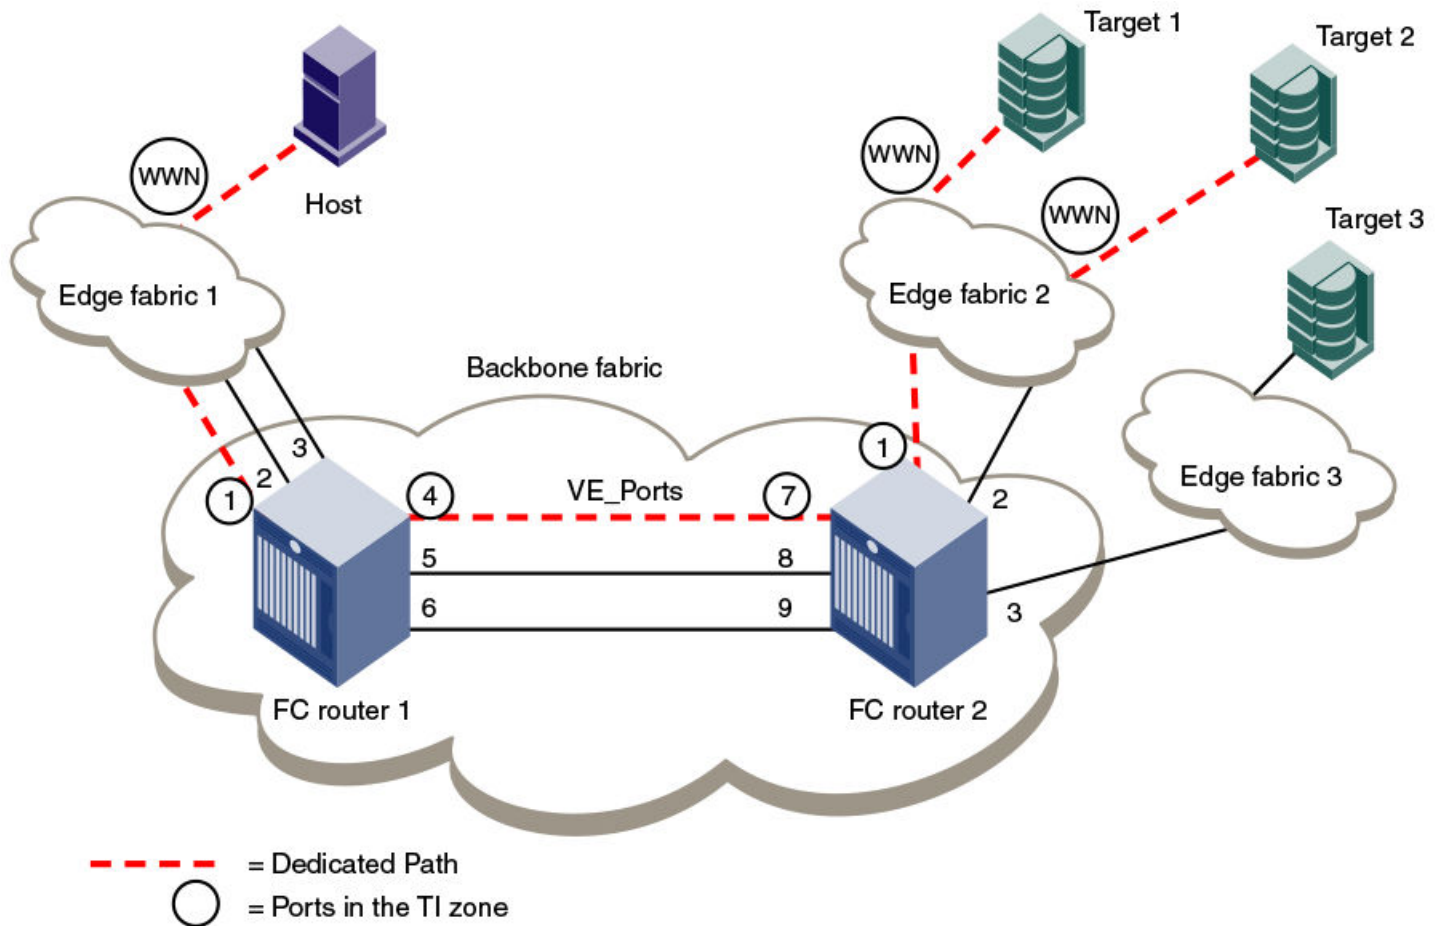 Target 1
Target 2
WWN
WWN
Host
WWN
Target 3
Edge fabric 1
Edge fabric 2
Backbone fabric
3
1
2
1
4
VE_Ports
7
2
Edge fabric 3
5
8
6
9
3
FC router 1
FC router 2
= Dedicated Path
= Ports in the TI zone